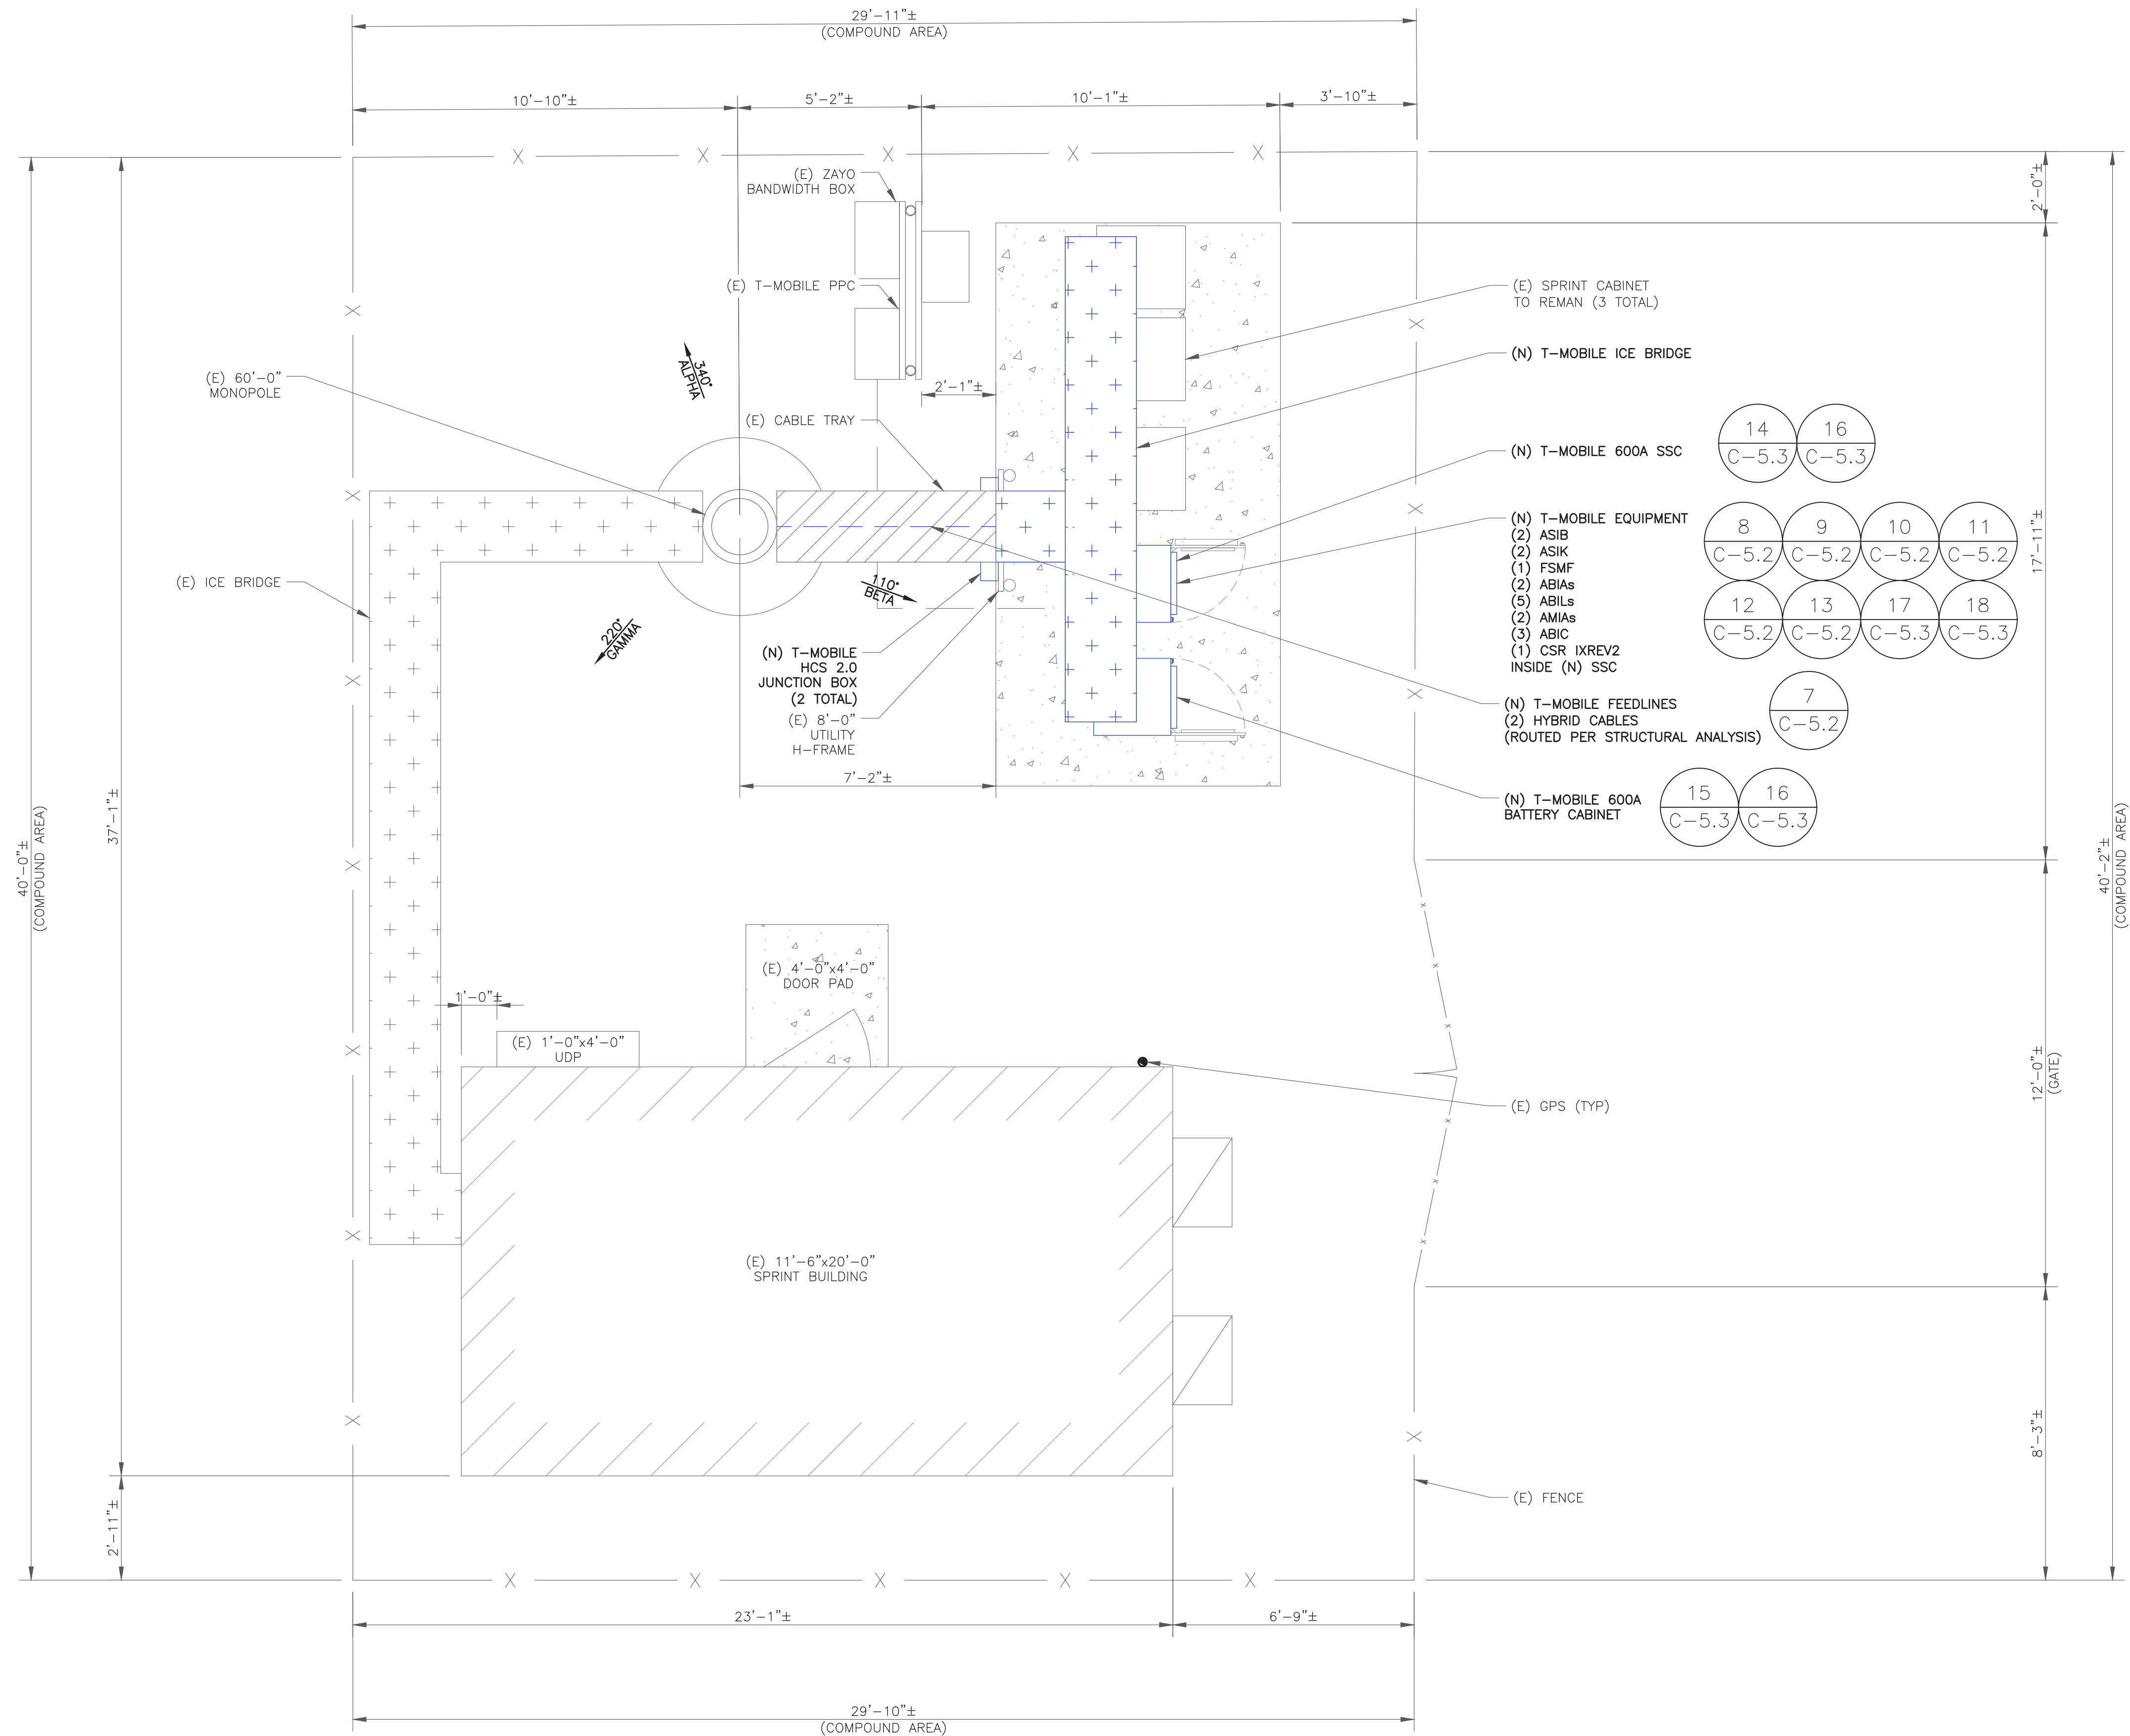 29'-11"±
(COMPOUND AREA)
10'-10"±
5'-2"±
10'-1"±
3'-10"±
(E) ZAYO
BANDWIDTH BOX
2'-0"±
(E) T-MOBILE PPC
(E) SPRINT CABINET
TO REMAN (3 TOTAL)
340°
ALPHA
(N) T-MOBILE ICE BRIDGE
(E) 60'-0"
MONOPOLE
2'-1"±
(E) CABLE TRAY
(N) T-MOBILE 600A SSC
14
C-5.3
16
C-5.3
(E) ICE BRIDGE
(N) T-MOBILE EQUIPMENT
(2) ASIB
(2) ASIK
(1) FSMF
(2) ABIAs
(5) ABILs
(2) AMIAs
(3) ABIC
(1) CSR IXREV2
INSIDE (N) SSC
8
C-5.2
9
C-5.2
10
C-5.2
11
C-5.2
12
C-5.2
13
C-5.2
17
C-5.3
18
C-5.3
17'-11"±
110°
BETA
220°
GAMMA
(N) T-MOBILE
HCS 2.0
JUNCTION BOX
(2 TOTAL)
(E) 8'-0"
UTILITY
H-FRAME
(N) T-MOBILE FEEDLINES
(2) HYBRID CABLES
(ROUTED PER STRUCTURAL ANALYSIS)
7
C-5.2
7'-2"±
(N) T-MOBILE 600A
BATTERY CABINET
15
C-5.3
16
C-5.3
40'-0"±
(COMPOUND AREA)
37'-1"±
40'-2"±
(COMPOUND AREA)
(E) 4'-0"x4'-0"
DOOR PAD
1'-0"±
(E) 1'-0"x4'-0"
UDP
12'-0"±
(GATE)
(E) GPS (TYP)
(E) 11'-6"x20'-0"
SPRINT BUILDING
8'-3"±
(E) FENCE
2'-11"±
23'-1"±
6'-9"±
29'-10"±
(COMPOUND AREA)